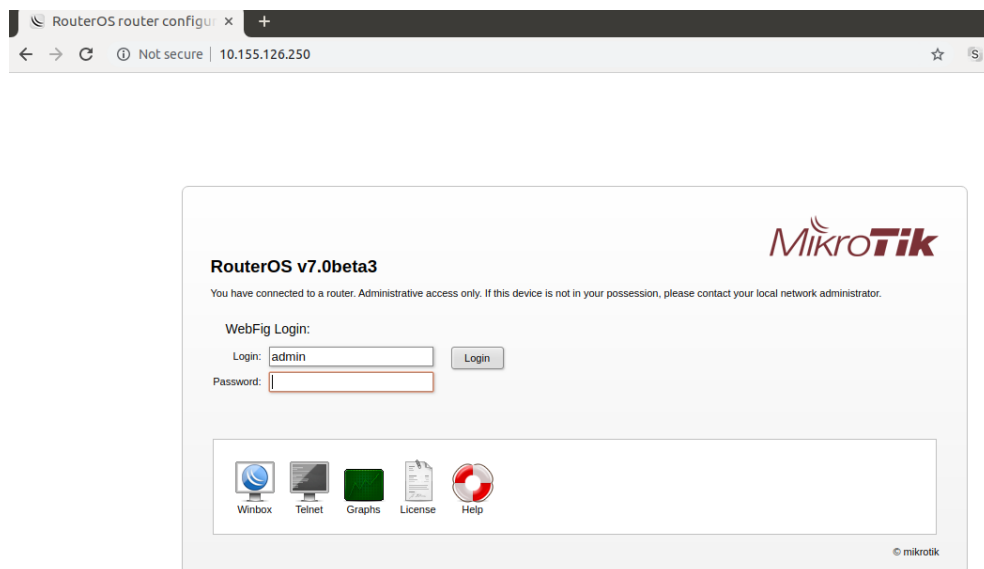 RouterOS router configu
Not secure 10.155.126.250
S
MikroTik
RouterOS v7.0beta3
You have connected to a router. Administrative access only. If this device is not in your possession, please contact your local network administrator.
WebFig Login:
Login: admin Login
Password:
Winbox Telnet Graphs License Help
© mikrotik